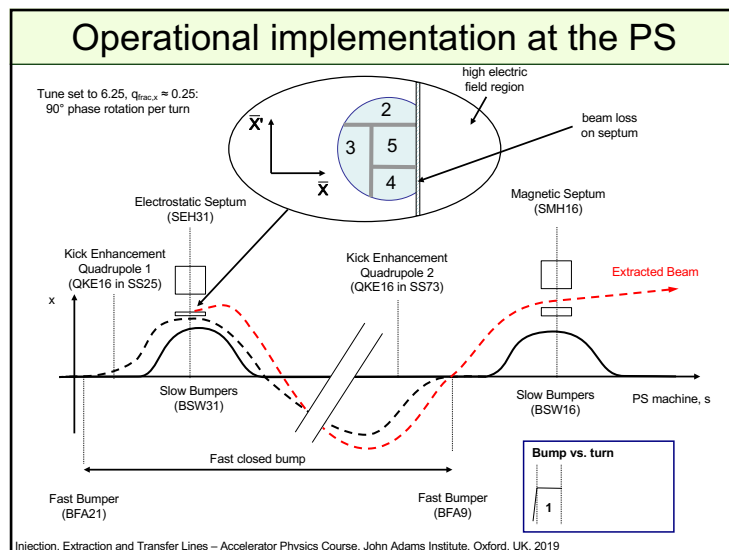 Operational implementation at the PS
Tune set to 6.25, qfrac,x ≈ 0.25:
90° phase rotation per turn
high electric
field region
beam loss
on septum
X'
X
2
3
5
4
Electrostatic Septum
(SEH31)
Magnetic Septum
(SMH16)
Kick Enhancement
Quadrupole 1
(QKE16 in SS25)
Kick Enhancement
Quadrupole 2
(QKE16 in SS73)
Extracted Beam
x
Slow Bumpers
(BSW31)
Slow Bumpers
(BSW16)
PS machine, s
Fast closed bump
Fast Bumper
(BFA21)
Fast Bumper
(BFA9)
Bump vs. turn
1
Injection, Extraction and Transfer Lines – Accelerator Physics Course, John Adams Institute, Oxford, UK, 2019